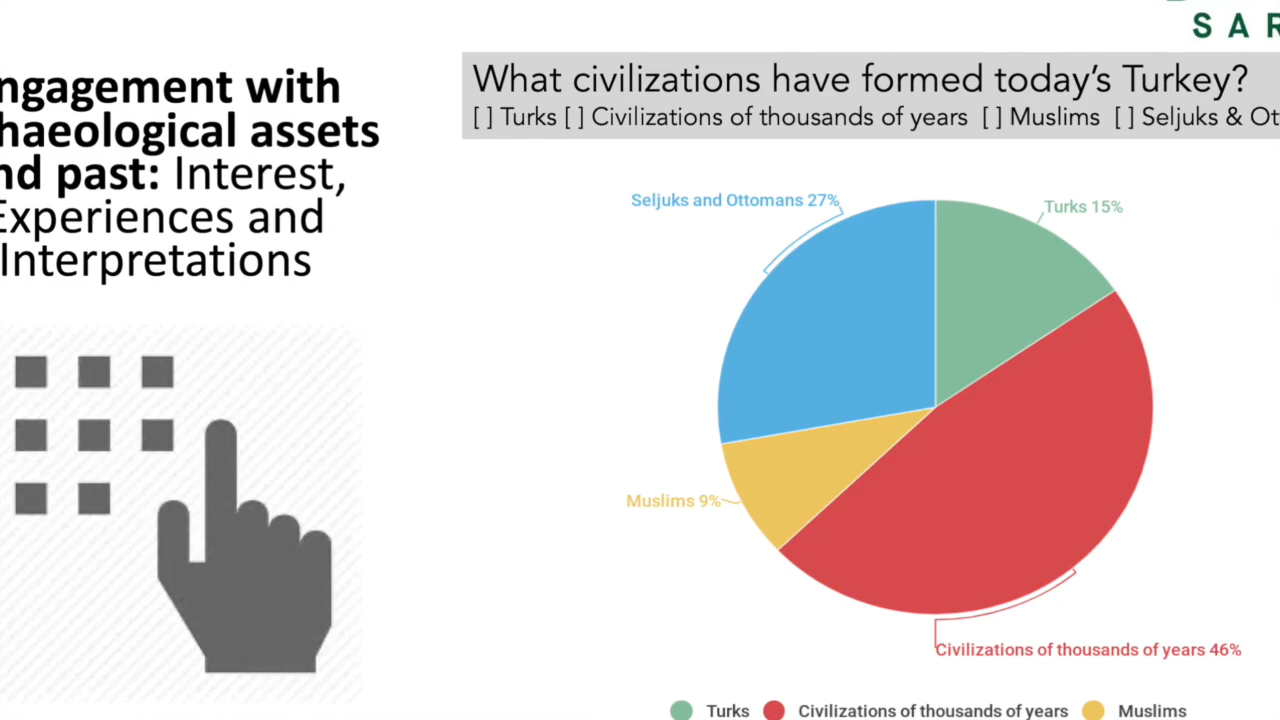 SAR
ngagement with
haeological assets
nd past: Interest,
Experiences and
Interpretations
What civilizations have formed today's Turkey?
[ ] Turks [ ] Civilizations of thousands of years [ ] Muslims [ ] Seljuks & Ot
Seljuks and Ottomans 27%
Turks 15%
Muslims 9%
Civilizations of thousands of years 46%
Turks Civilizations of thousands of years Muslims